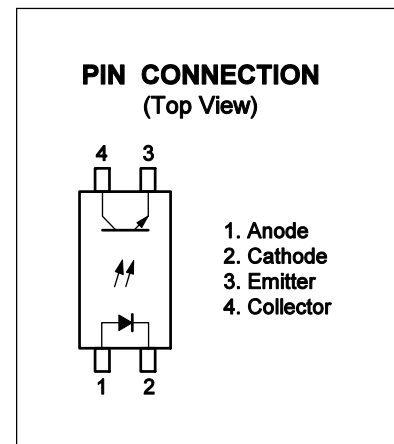 PIN CONNECTION
(Top View)
4 3
1. Anode
2. Cathode
3. Emitter
4. Collector
1 2